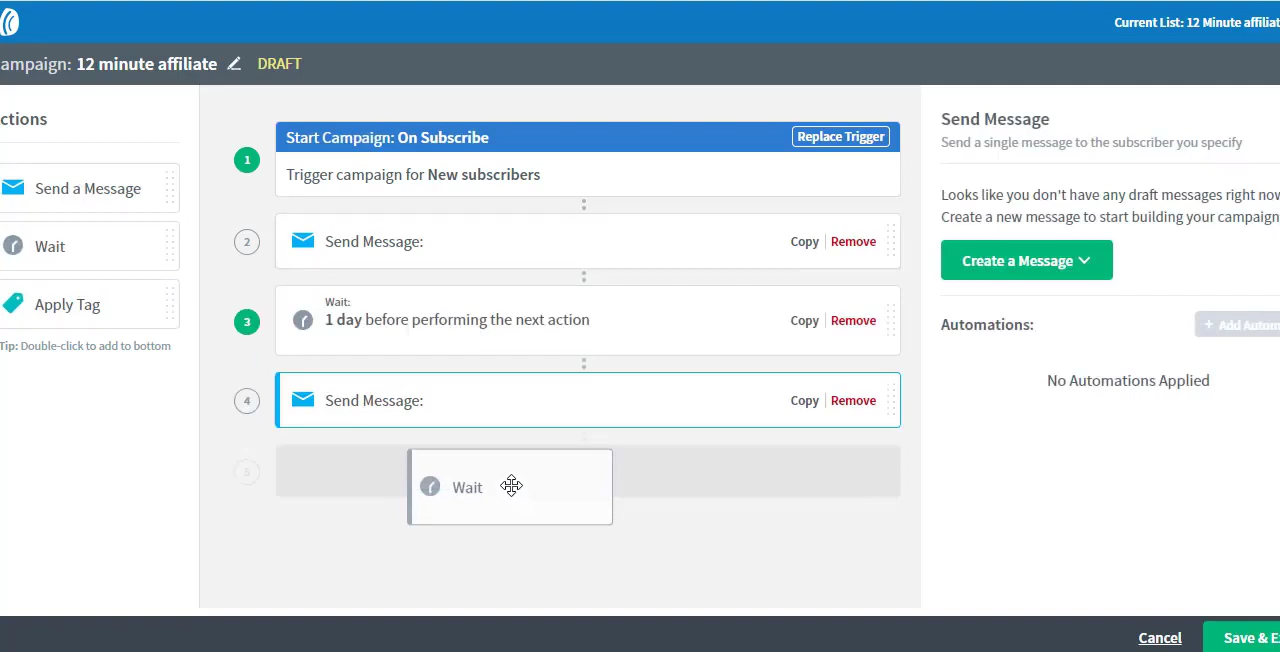 Current List: 12 Minute affiliat
ampaign: 12 minute affiliate DRAFT
ctions
Send a Message
Wait
Apply Tag
Tip: Double-click to add to bottom
1
Start Campaign: On Subscribe Replace Trigger
Trigger campaign for New subscribers
2
Send Message: Copy Remove
3
Wait:
1 day before performing the next action Copy Remove
4
Send Message: Copy Remove
5
Wait
Send Message
Send a single message to the subscriber you specify
Looks like you don't have any draft messages right now
Create a new message to start building your campaign
Create a Message
Automations: + Add Autom
No Automations Applied
Cancel Save & E